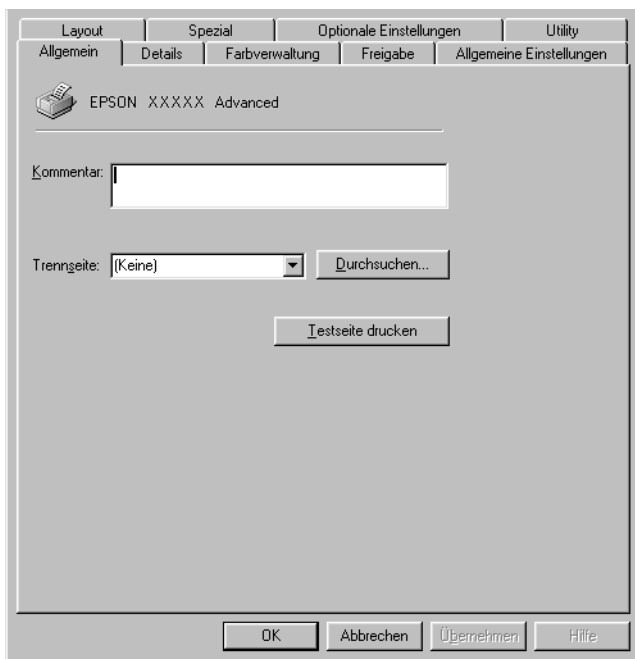 Layout Spezial Optionale Einstellungen Utility
Allgemein Details Farbverwaltung Freigabe Allgemeine Einstellungen
EPSON XXXXX Advanced
Kommentar:
Trennseite: (Keine) Durchsuchen...
Testseite drucken
OK Abbrechen Übernehmen Hilfe